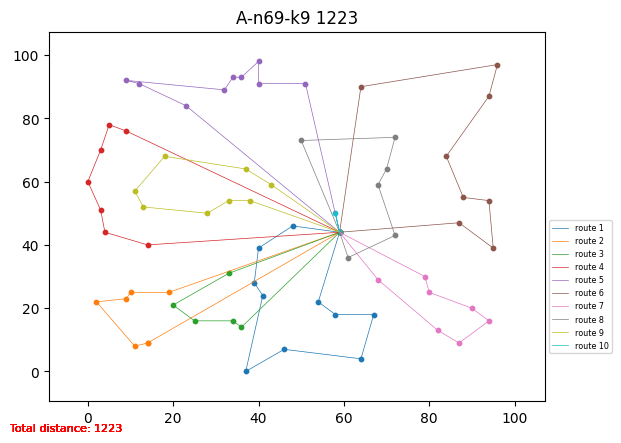 A-n69-k9 1223
100
80
60
40
20
0
0 20 40 60 80 100
route 1
route 2
route 3
route 4
route 5
route 6
route 7
route 8
route 9
route 10
Total distance: 1223